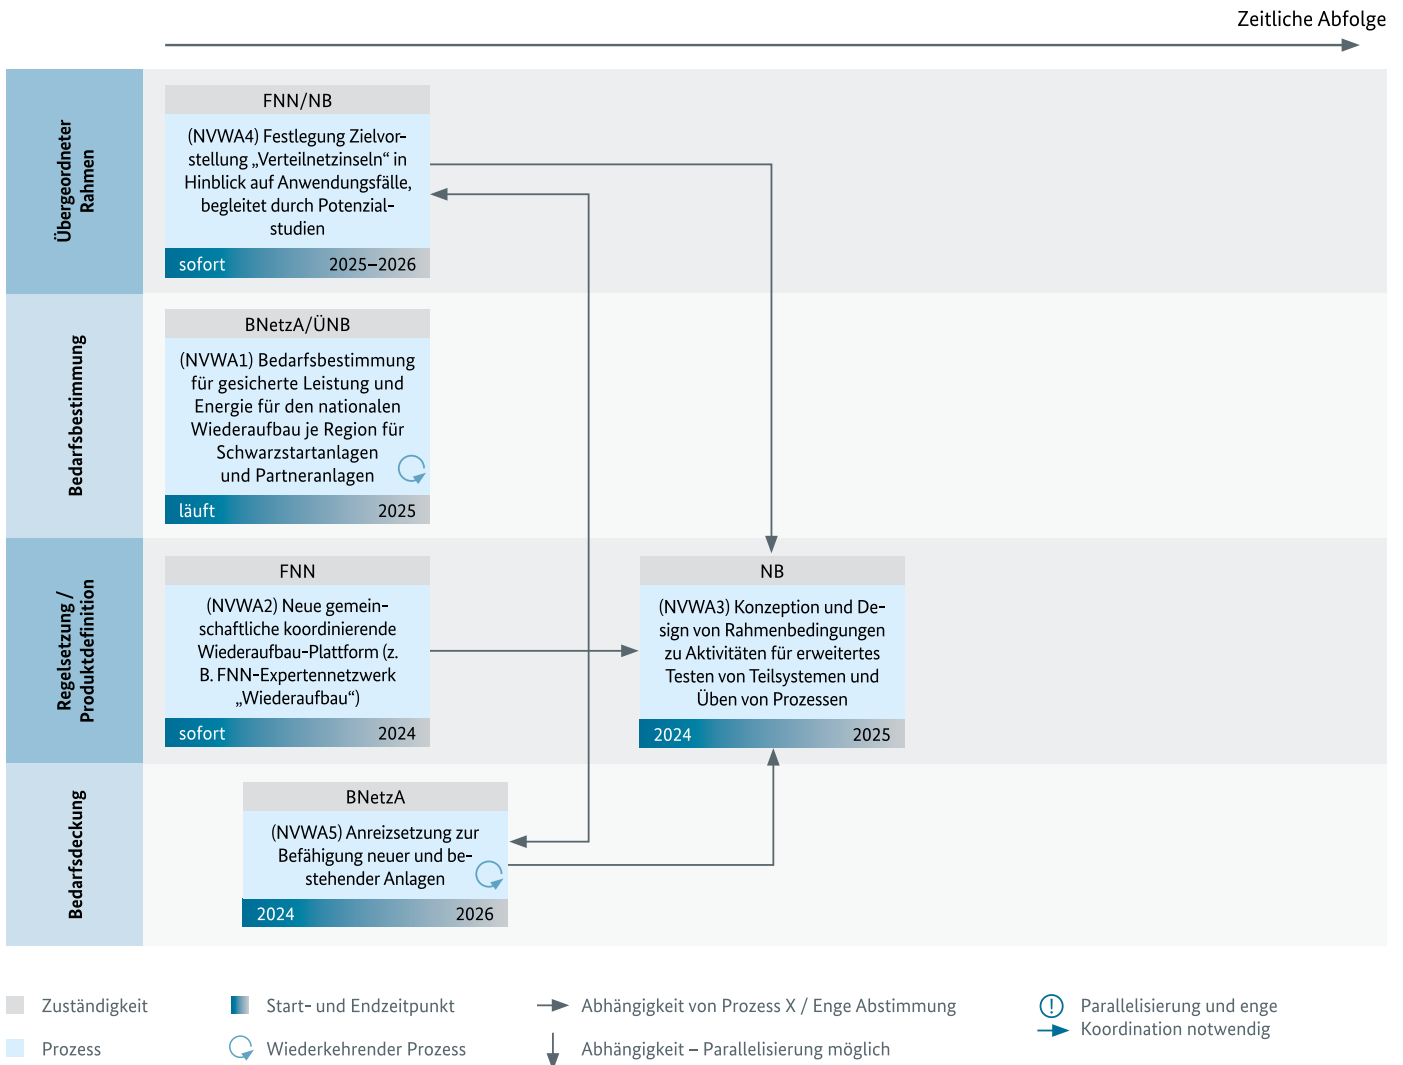 Zeitliche Abfolge
Übergeordneter
Rahmen
FNN/NB
(NVWA4) Festlegung Zielvor-
stellung „Verteilnetzinseln“ in
Hinblick auf Anwendungsfälle,
begleitet durch Potenzial-
studien
sofort 2025–2026
Bedarfsbestimmung
BNetzA/ÜNB
(NVWA1) Bedarfsbestimmung
für gesicherte Leistung und
Energie für den nationalen
Wiederaufbau je Region für
Schwarzstartanlagen
und Partneranlagen
läuft 2025
Regelsetzung /
Produktdefinition
FNN
(NVWA2) Neue gemein-
schaftliche koordinierende
Wiederaufbau-Plattform (z.
B. FNN-Expertennetzwerk
„Wiederaufbau“)
sofort 2024
NB
(NVWA3) Konzeption und De-
sign von Rahmenbedingungen
zu Aktivitäten für erweitertes
Testen von Teilsystemen und
Üben von Prozessen
2024 2025
Bedarfsdeckung
BNetzA
(NVWA5) Anreizsetzung zur
Befähigung neuer und be-
stehender Anlagen
2024 2026
Zuständigkeit
Prozess
Start- und Endzeitpunkt
Wiederkehrender Prozess
Abhängigkeit von Prozess X / Enge Abstimmung
Abhängigkeit – Parallelisierung möglich
Parallelisierung und enge
Koordination notwendig